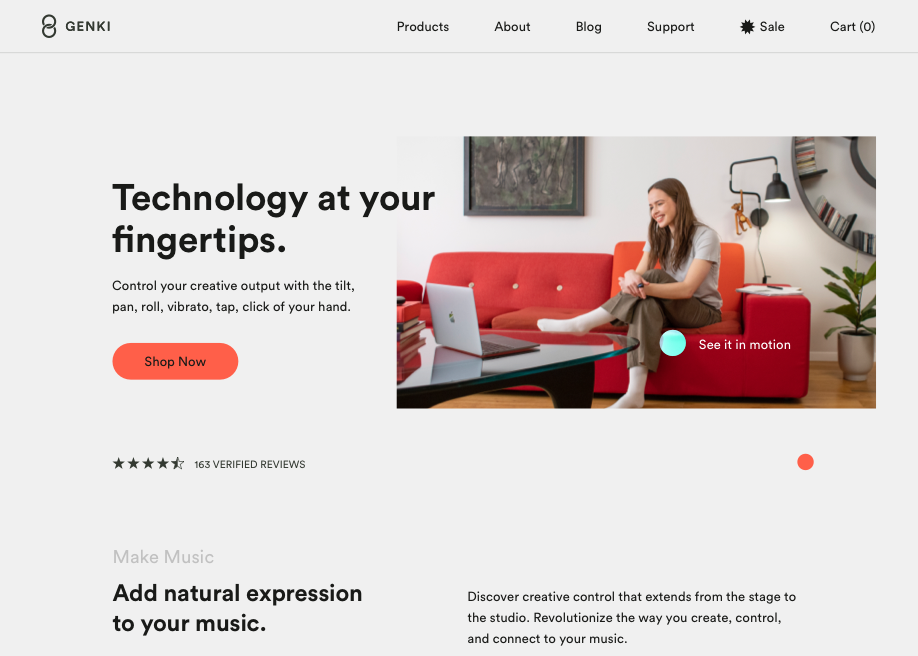 GENKI
Products
About
Blog
Support
Sale
Cart (0)
Technology at your
fingertips.
Control your creative output with the tilt,
pan, roll, vibrato, tap, click of your hand.
Shop Now
See it in motion
163 VERIFIED REVIEWS
Make Music
Add natural expression
to your music.
Discover creative control that extends from the stage to
the studio. Revolutionize the way you create, control,
and connect to your music.